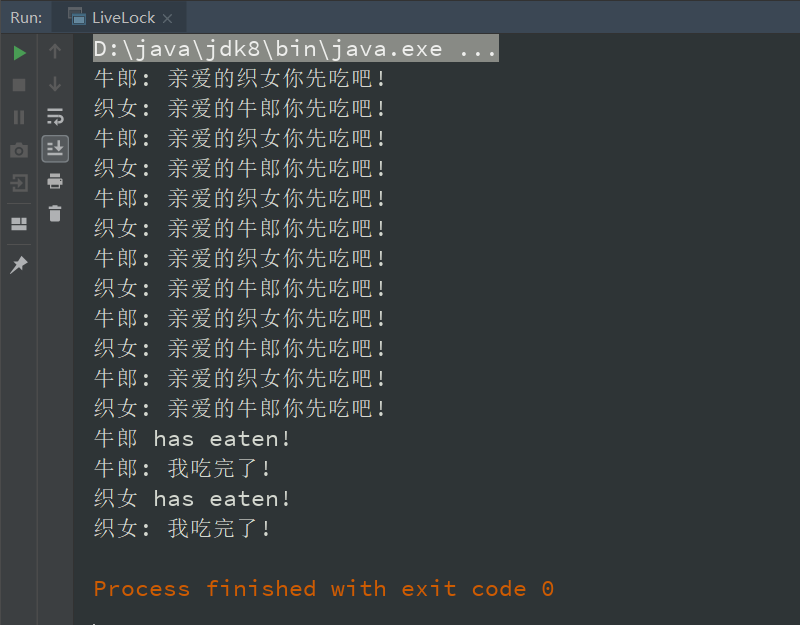 Run: LiveLock
D:\java\jdk8\bin\java.exe ...
牛郎: 亲爱的织女你先吃吧!
织女: 亲爱的牛郎你先吃吧!
牛郎: 亲爱的织女你先吃吧!
织女: 亲爱的牛郎你先吃吧!
牛郎: 亲爱的织女你先吃吧!
织女: 亲爱的牛郎你先吃吧!
牛郎: 亲爱的织女你先吃吧!
织女: 亲爱的牛郎你先吃吧!
牛郎: 亲爱的织女你先吃吧!
织女: 亲爱的牛郎你先吃吧!
牛郎: 亲爱的织女你先吃吧!
织女: 亲爱的牛郎你先吃吧!
牛郎 has eaten!
牛郎: 我吃完了!
织女 has eaten!
织女: 我吃完了!
Process finished with exit code 0